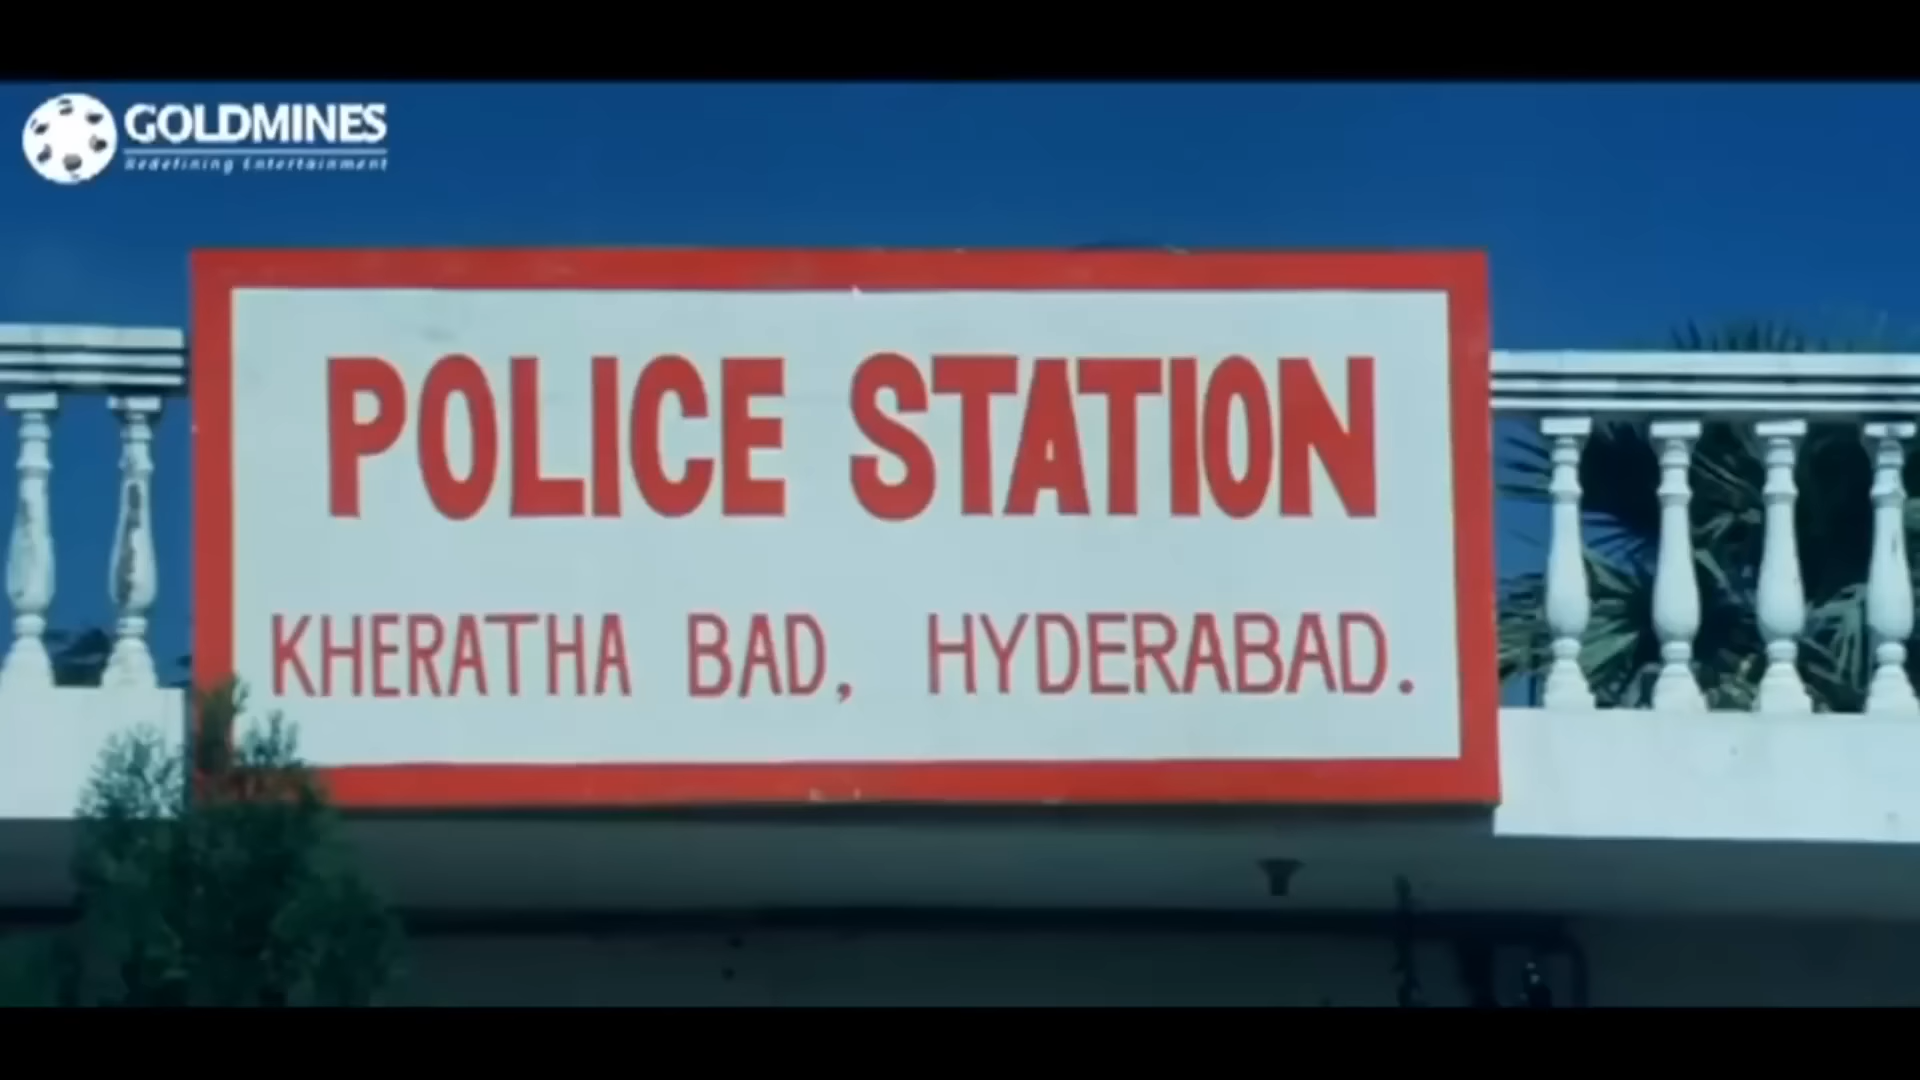 GOLDMINES
Redefining Entertainment
POLICE STATION
KHERATHA BAD, HYDERABAD.